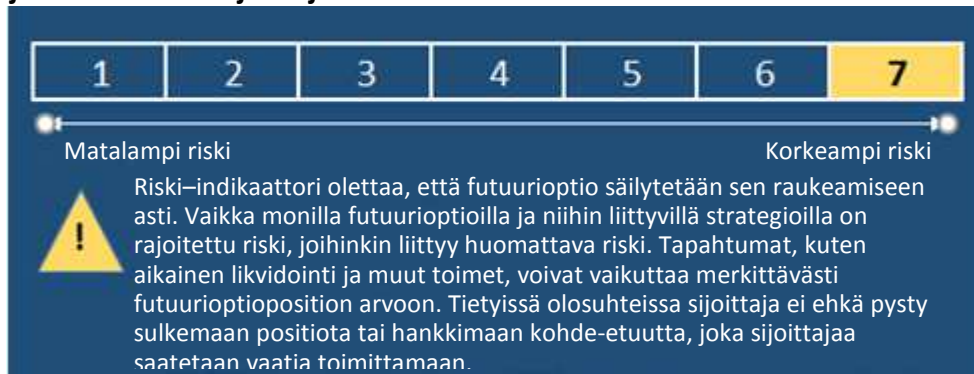 1 2 3 4 5 6 7
Matalampi riski Korkeampi riski
Riski–indikaattori olettaa, että futuurioptio säilytetään sen raukeamiseen
asti. Vaikka monilla futuurioptioilla ja niihin liittyvillä strategioilla on
! rajoitettu riski, joihinkin liittyy huomattava riski. Tapahtumat, kuten
aikainen likvidointi ja muut toimet, voivat vaikuttaa merkittävästi
futuurioptioposition arvoon. Tietyissä olosuhteissa sijoittaja ei ehkä pysty
sulkemaan positiota tai hankkimaan kohde-etuutta, joka sijoittajaa
saatetaan vaatia toimittamaan.